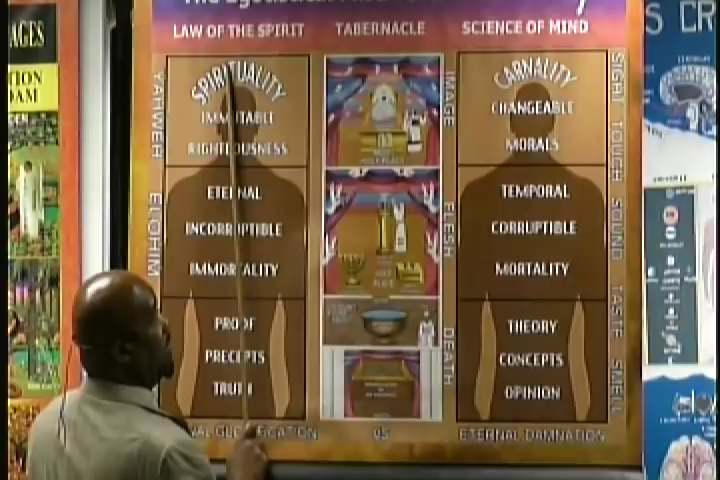 LAW OF THE SPIRIT
TABERNACLE
SCIENCE OF MIND
AGES
S CR
SPIRITUALITY
IMMUTABLE
RIGHTEOUSNESS
CARNALITY
CHANGEABLE
MORALS
YAHWEH
IMAGE
SIGHT
TOUCH
ETERNAL
INCORRUPTIBLE
IMMORTALITY
TEMPORAL
CORRUPTIBLE
MORTALITY
ELOHIM
FLESH
SOUND
PROOF
PRECEPTS
TRUTH
THEORY
CONCEPTS
OPINION
DEATH
TASTE
SMELL
VS
ETERNAL DAMNATION